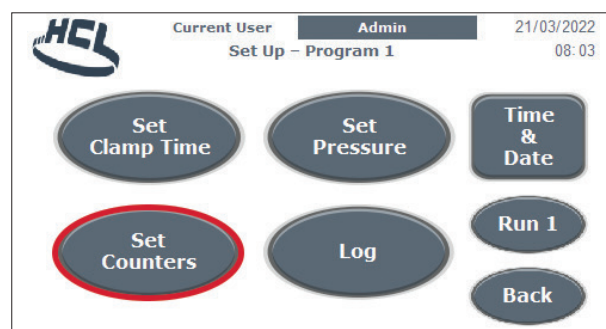 HCL
Current User Admin 21/03/2022
Set Up – Program 1 08:03
Set
Clamp Time
Set
Pressure
Time
&
Date
Set
Counters
Log
Run 1
Back